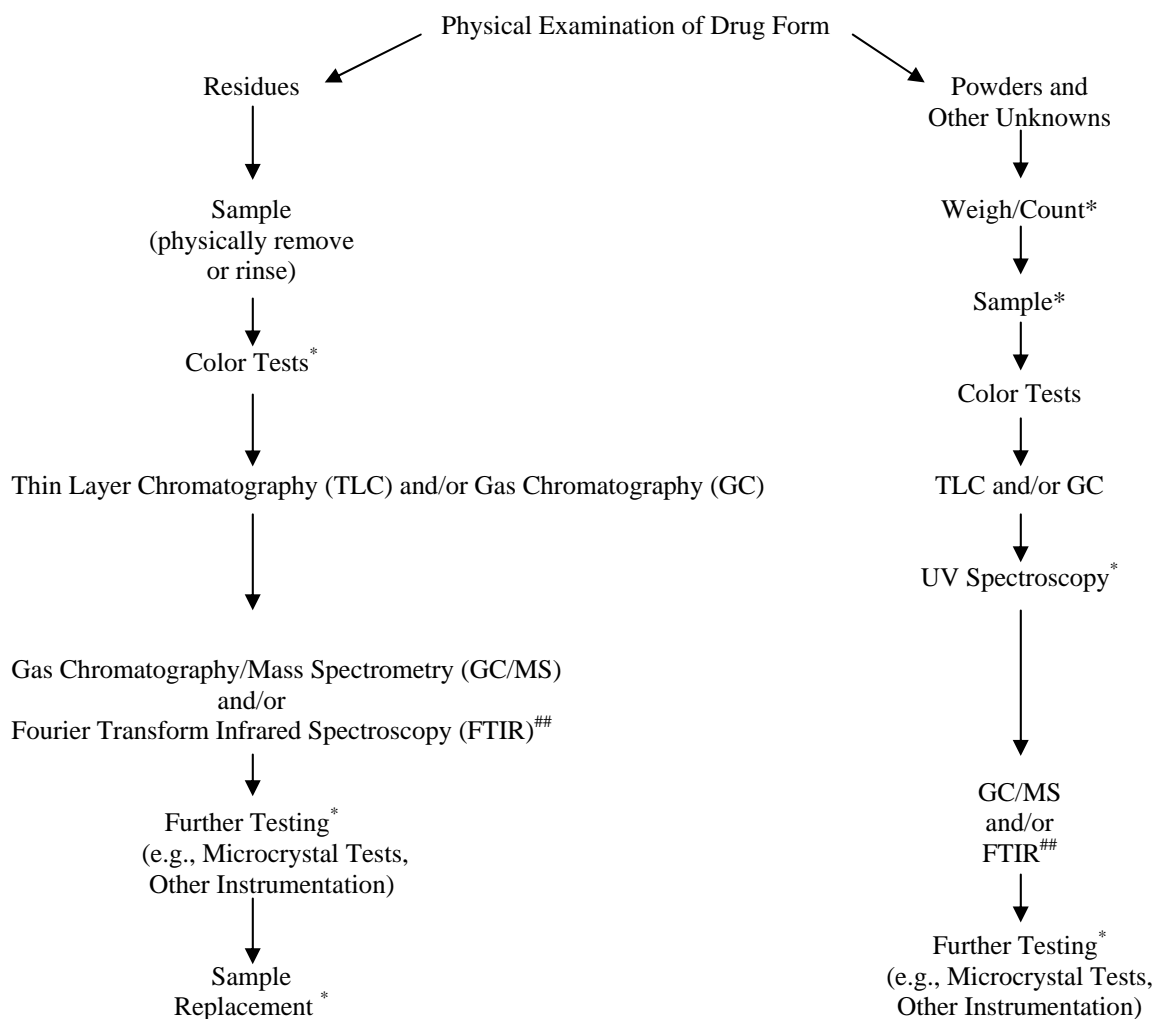 Physical Examination of Drug Form
Residues
Sample
(physically remove
or rinse)
Color Tests*
Thin Layer Chromatography (TLC) and/or Gas Chromatography (GC)
Gas Chromatography/Mass Spectrometry (GC/MS)
and/or
Fourier Transform Infrared Spectroscopy (FTIR)##
Further Testing*
(e.g., Microcrystal Tests,
Other Instrumentation)
Sample
Replacement *
Powders and
Other Unknowns
Weigh/Count*
Sample*
Color Tests
TLC and/or GC
UV Spectroscopy*
GC/MS
and/or
FTIR##
Further Testing*
(e.g., Microcrystal Tests,
Other Instrumentation)